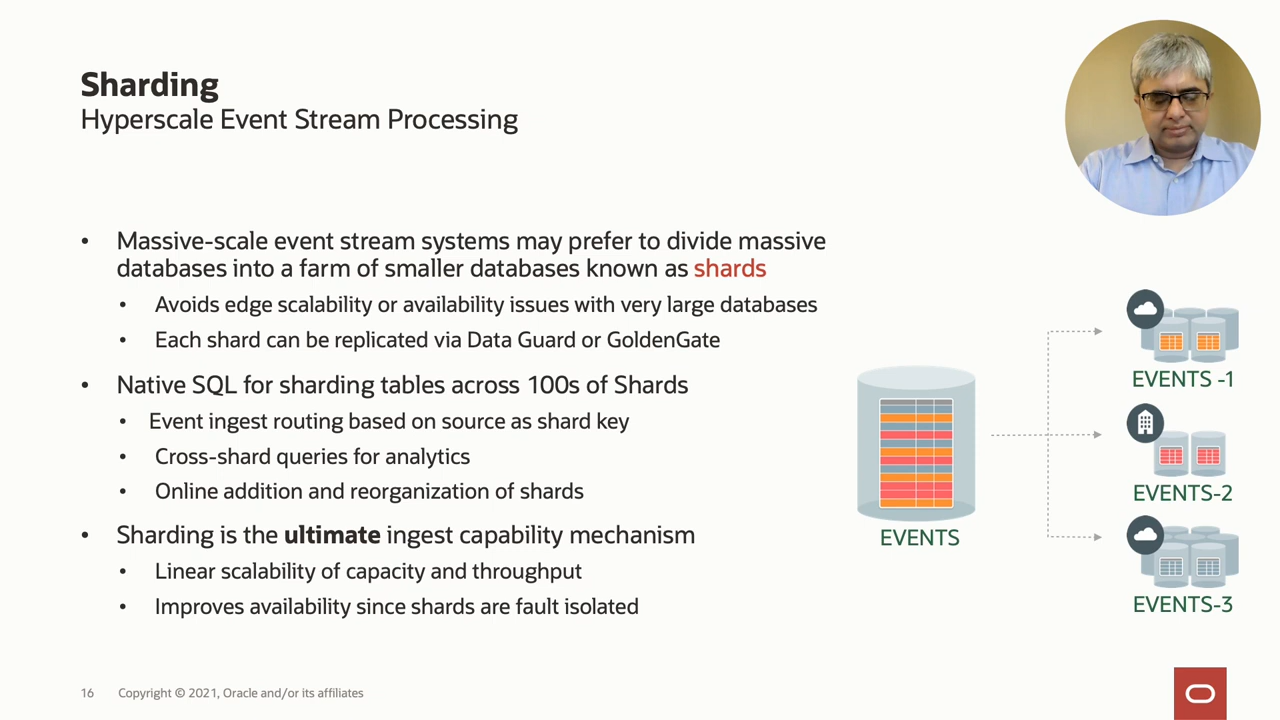 Sharding
Hyperscale Event Stream Processing
• Massive-scale event stream systems may prefer to divide massive
databases into a farm of smaller databases known as shards
• Avoids edge scalability or availability issues with very large databases
• Each shard can be replicated via Data Guard or GoldenGate
• Native SQL for sharding tables across 100s of Shards
• Event ingest routing based on source as shard key
• Cross-shard queries for analytics
• Online addition and reorganization of shards
• Sharding is the ultimate ingest capability mechanism
• Linear scalability of capacity and throughput
• Improves availability since shards are fault isolated
EVENTS
EVENTS -1
EVENTS-2
EVENTS-3
16 Copyright © 2021, Oracle and/or its affiliates